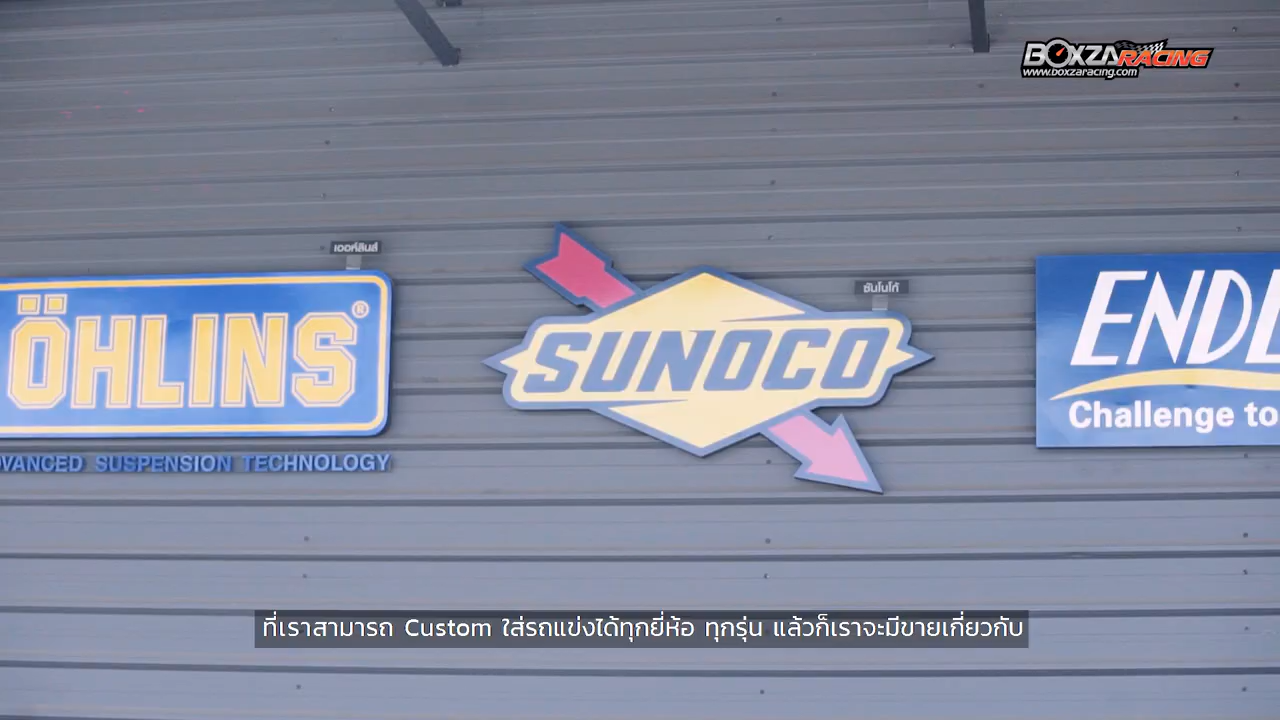 BOXZA RACING
www.boxzaracing.com
เออห์ลินส์
ÖHLINS®
SUSPENSION TECHNOLOGY
ซันโนโก้
SUNOCO
Challenge to
ที่เราสามารถ Custom ใส่รถแข่งได้ทุกยี่ห้อ ทุกรุ่น แล้วก็เราจะมีขายเกี่ยวกับ